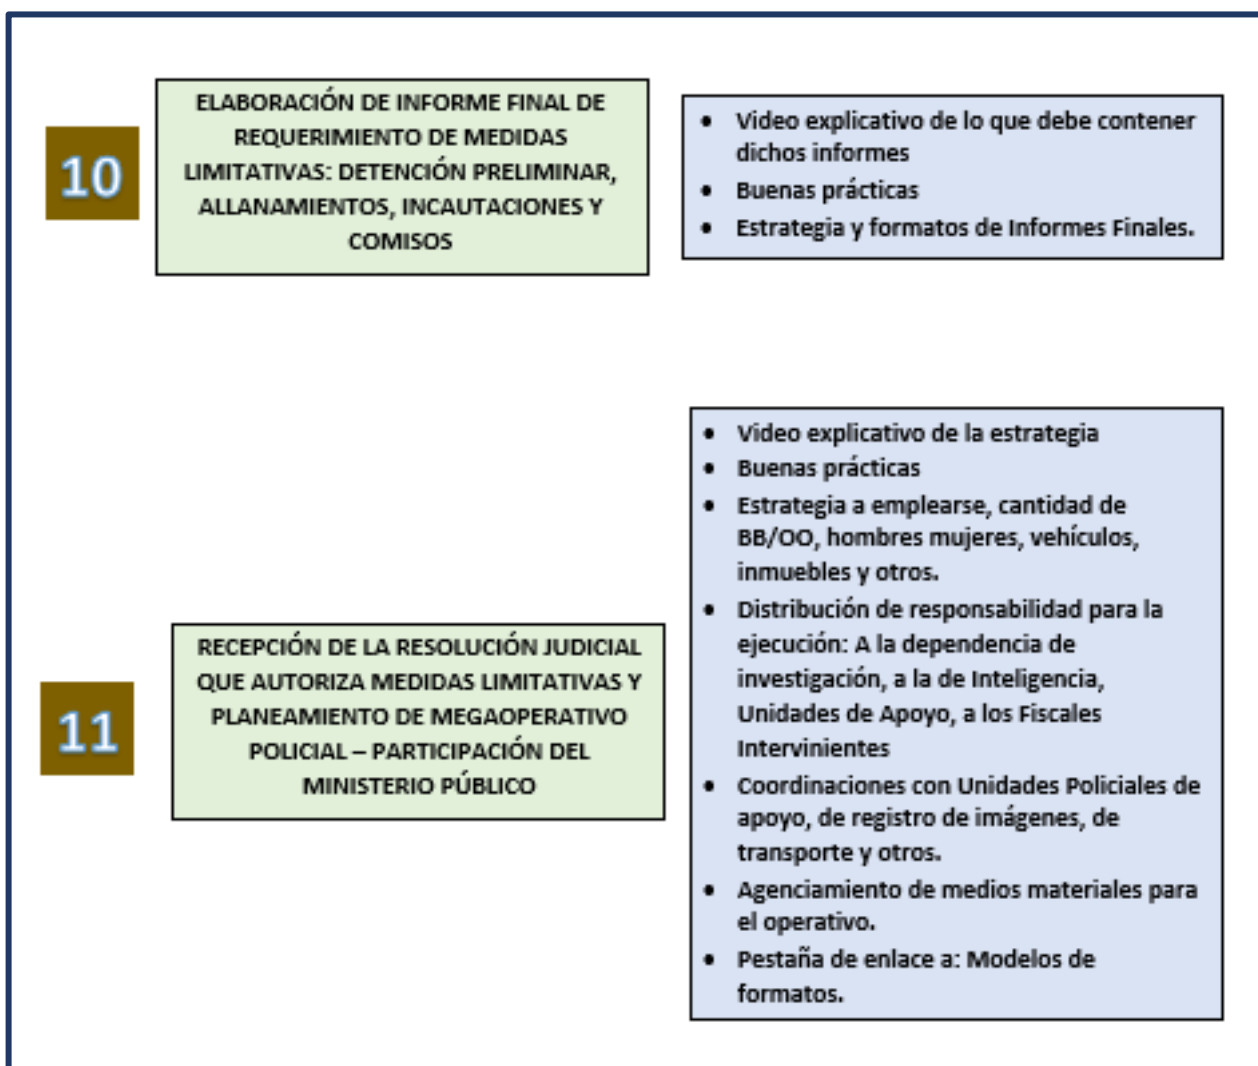 10
ELABORACIÓN DE INFORME FINAL DE
REQUERIMIENTO DE MEDIDAS
LIMITATIVAS: DETENCIÓN PRELIMINAR,
ALLANAMIENTOS, INCAUTACIONES Y
COMISOS
• Video explicativo de lo que debe contener
dichos informes
• Buenas prácticas
• Estrategia y formatos de Informes Finales.
11
RECEPCIÓN DE LA RESOLUCIÓN JUDICIAL
QUE AUTORIZA MEDIDAS LIMITATIVAS Y
PLANEAMIENTO DE MEGAOPERATIVO
POLICIAL – PARTICIPACIÓN DEL
MINISTERIO PÚBLICO
• Video explicativo de la estrategia
• Buenas prácticas
• Estrategia a emplearse, cantidad de
BB/OO, hombres mujeres, vehículos,
inmuebles y otros.
• Distribución de responsabilidad para la
ejecución: A la dependencia de
investigación, a la de Inteligencia,
Unidades de Apoyo, a los Fiscales
Intervinientes
• Coordinaciones con Unidades Policiales de
apoyo, de registro de imágenes, de
transporte y otros.
• Agenciamiento de medios materiales para
el operativo.
• Pestaña de enlace a: Modelos de
formatos.